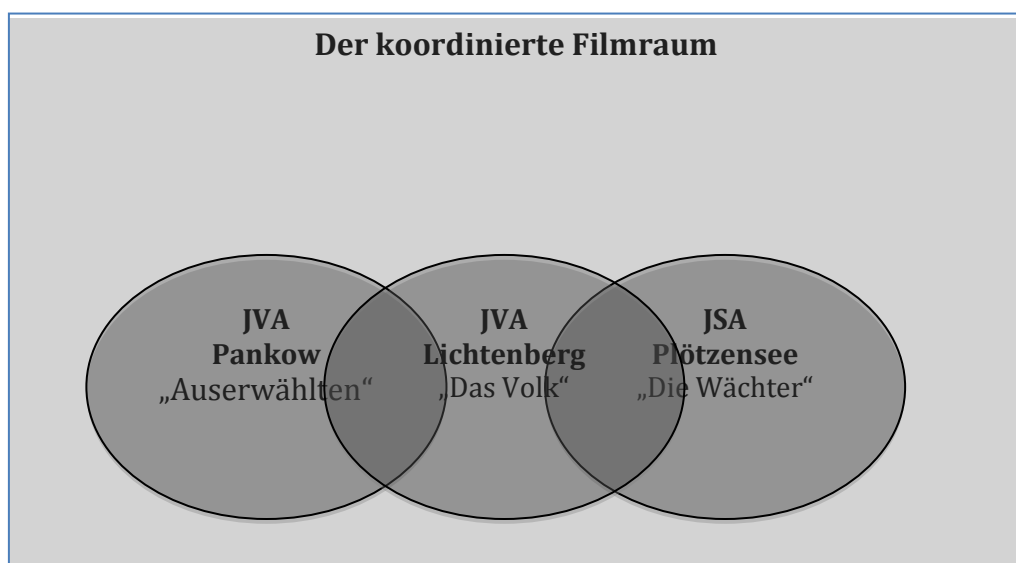 Der koordinierte Filmraum
JVA
Pankow
„Auserwählten“
JVA
Lichtenberg
„Das Volk“
JSA
Plötzensee
„Die Wächter“